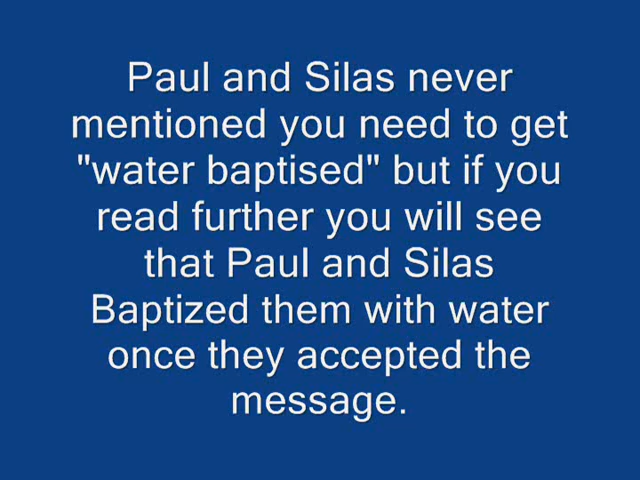 Paul and Silas never
mentioned you need to get
"water baptised" but if you
read further you will see
that Paul and Silas
Baptized them with water
once they accepted the
message.